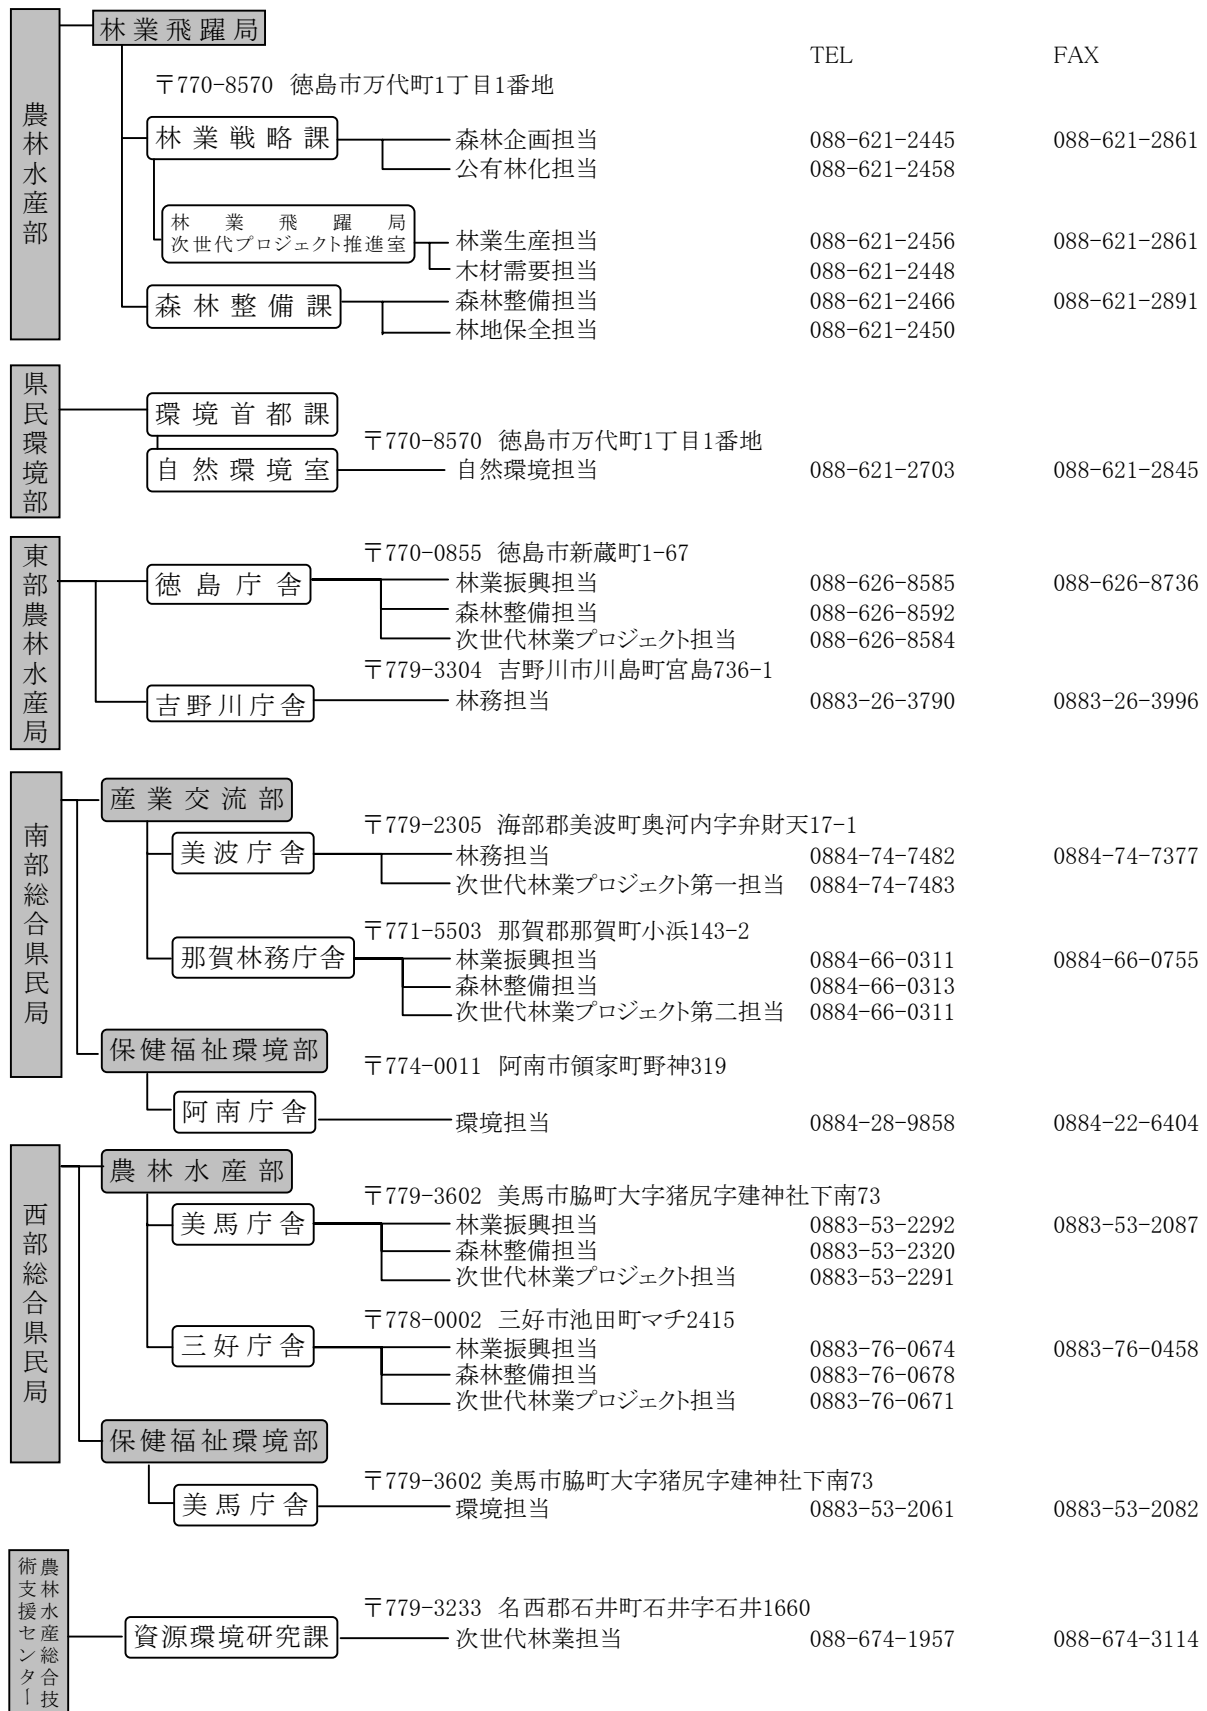 農林水産部
林業飛躍局
TEL FAX
〒770-8570 徳島市万代町1丁目1番地
林業戦略課 森林企画担当 088-621-2445 088-621-2861
公有林化担当 088-621-2458
林業飛躍局
次世代プロジェクト推進室 林業生産担当 088-621-2456 088-621-2861
木材需要担当 088-621-2448
森林整備課 森林整備担当 088-621-2466 088-621-2891
林地保全担当 088-621-2450
県民環境部
環境首都課
〒770-8570 徳島市万代町1丁目1番地
自然環境室 自然環境担当 088-621-2703 088-621-2845
東部農林水産局
〒770-0855 徳島市新蔵町1-67
徳島庁舎 林業振興担当 088-626-8585 088-626-8736
森林整備担当 088-626-8592
次世代林業プロジェクト担当 088-626-8584
〒779-3304 吉野川市川島町宮島736-1
吉野川庁舎 林務担当 0883-26-3790 0883-26-3996
南部総合県民局
産業交流部
〒779-2305 海部郡美波町奥河内字弁財天17-1
美波庁舎 林務担当 0884-74-7482 0884-74-7377
次世代林業プロジェクト第一担当 0884-74-7483
〒771-5503 那賀郡那賀町小浜143-2
那賀林務庁舎 林業振興担当 0884-66-0311 0884-66-0755
森林整備担当 0884-66-0313
次世代林業プロジェクト第二担当 0884-66-0311
保健福祉環境部
〒774-0011 阿南市領家町野神319
阿南庁舎 環境担当 0884-28-9858 0884-22-6404
西部総合県民局
農林水産部
〒779-3602 美馬市脇町大字猪尻字建神社下南73
美馬庁舎 林業振興担当 0883-53-2292 0883-53-2087
森林整備担当 0883-53-2320
次世代林業プロジェクト担当 0883-53-2291
〒778-0002 三好市池田町マチ2415
三好庁舎 林業振興担当 0883-76-0674 0883-76-0458
森林整備担当 0883-76-0678
次世代林業プロジェクト担当 0883-76-0671
保健福祉環境部
〒779-3602 美馬市脇町大字猪尻字建神社下南73
美馬庁舎 環境担当 0883-53-2061 0883-53-2082
農林水産総合技
術支援センター
〒779-3233 名西郡石井町石井字石井1660
資源環境研究課 次世代林業担当 088-674-1957 088-674-3114